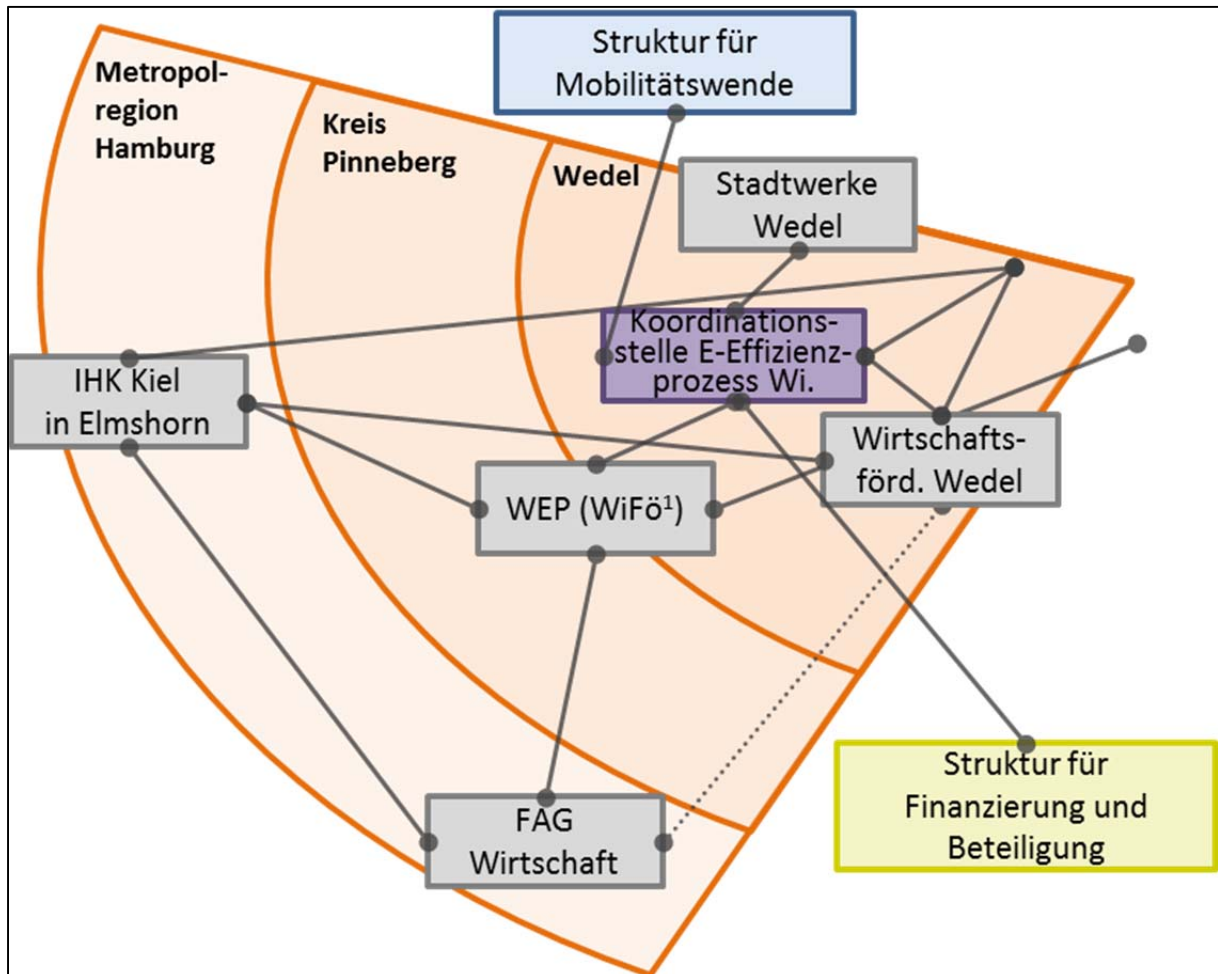 Struktur für
Mobilitätswende
Metropol-
region
Hamburg
Kreis
Pinneberg
Wedel
Stadtwerke
Wedel
Koordinations-
stelle E-Effizienz-
prozess Wi.
IHK Kiel
in Elmshorn
Wirtschafts-
förd. Wedel
WEP (WiFö¹)
Struktur für
Finanzierung und
Beteiligung
FAG
Wirtschaft